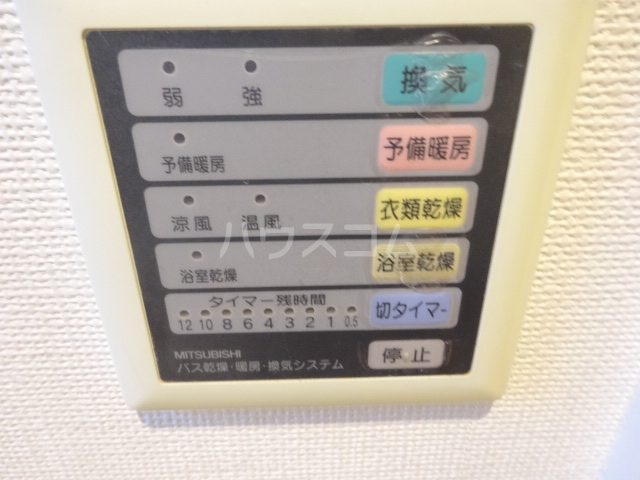 弱 強 換気
予備暖房 予備暖房
涼風 温風 衣類乾燥
浴室乾燥 浴室乾燥
タイマー残時間
12 10 8 6 4 3 2 1 0.5 切タイマー
MITSUBISHI 停止
バス乾燥・暖房・換気システム
ハウスコム